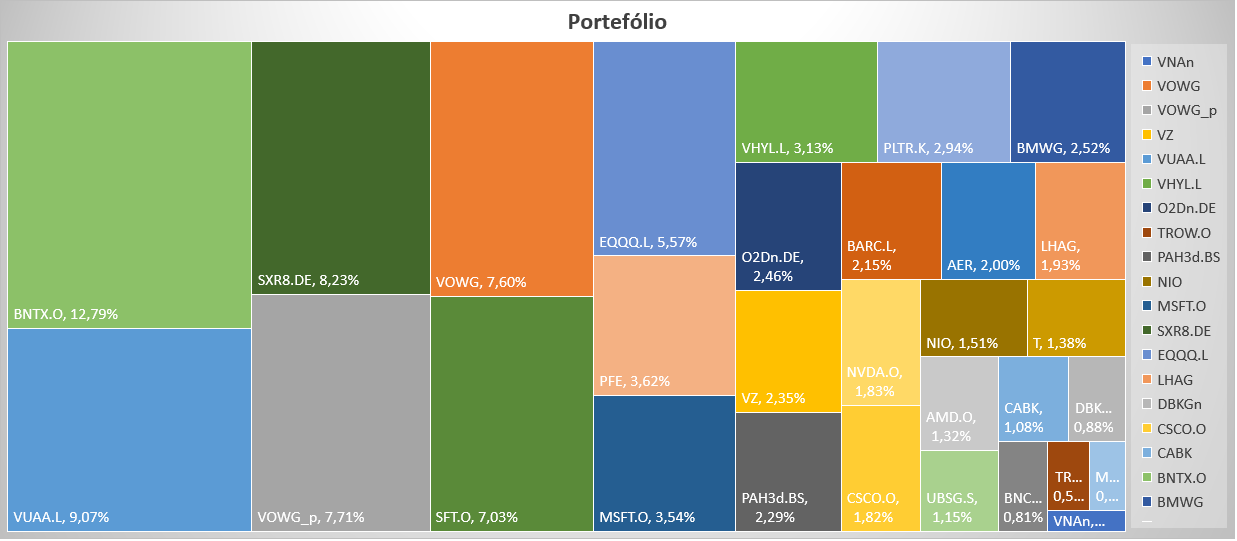 Portefólio
BNTX.O, 12,79%
VUAA.L, 9,07%
SXR8.DE, 8,23%
VOWG_p, 7,71%
VOWG, 7,60%
SFT.O, 7,03%
EQQQ.L, 5,57%
PFE, 3,62%
MSFT.O, 3,54%
VHYL.L, 3,13%
PLTR.K, 2,94%
BMWG, 2,52%
O2Dn.DE,
2,46%
VZ, 2,35%
PAH3d.BS,
2,29%
BARC.L,
2,15%
AER, 2,00%
LHAG,
1,93%
NVDA.O,
1,83%
CSCO.O,
1,82%
NIO, 1,51%
T, 1,38%
AMD.O,
1,32%
UBSG.S,
1,15%
CABK,
1,08%
DBK...
0,88%
BNC...
0,81%
TR...
0,5...
M...
0,...
VNAn,...
VNAn
VOWG
VOWG_p
VZ
VUAA.L
VHYL.L
O2Dn.DE
TROW.O
PAH3d.BS
NIO
MSFT.O
SXR8.DE
EQQQ.L
LHAG
DBKGn
CSCO.O
CABK
BNTX.O
BMWG